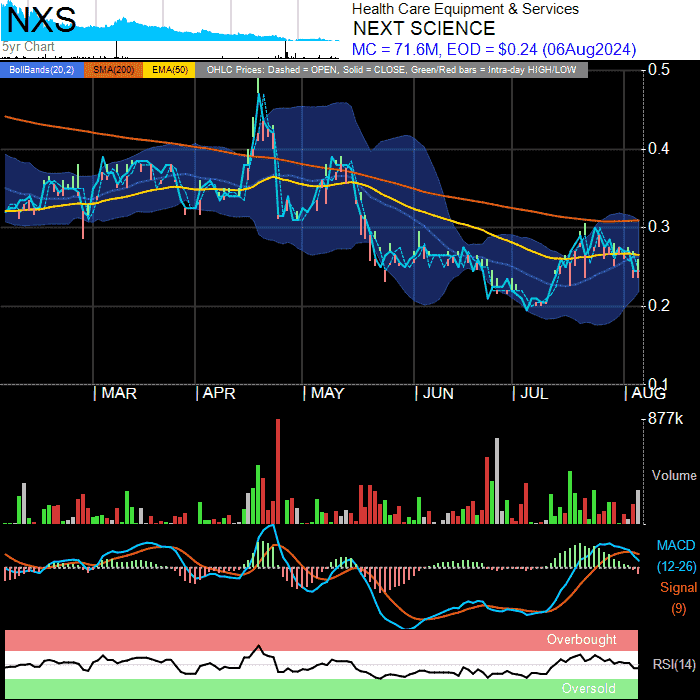 NXS
5yr Chart
Health Care Equipment & Services
NEXT SCIENCE
MC = 71.6M, EOD = $0.24 (06Aug2024)
BollBands(20,2) SMA(200) EMA(50) OHLC Prices: Dashed = OPEN, Solid = CLOSE, Green/Red bars = Intra-day HIGH/LOW
0.5
0.4
0.3
0.2
0.1
| MAR | APR | MAY | JUN | JUL | AUG
877k
Volume
MACD
(12-26)
Signal
(9)
Overbought
RSI(14)
Oversold